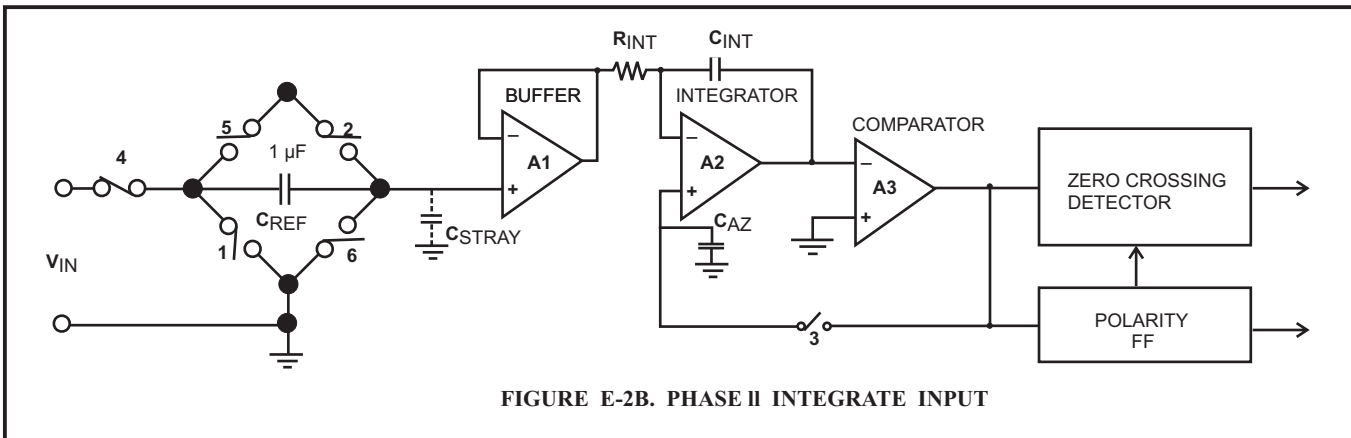 RINT
CINT
BUFFER
INTEGRATOR
COMPARATOR
5
2
1 µF
4
A1
A2
A3
ZERO CROSSING
DETECTOR
CREF
CSTRAY
CAZ
1
6
VIN
3
POLARITY
FF
FIGURE E-2B. PHASE II INTEGRATE INPUT